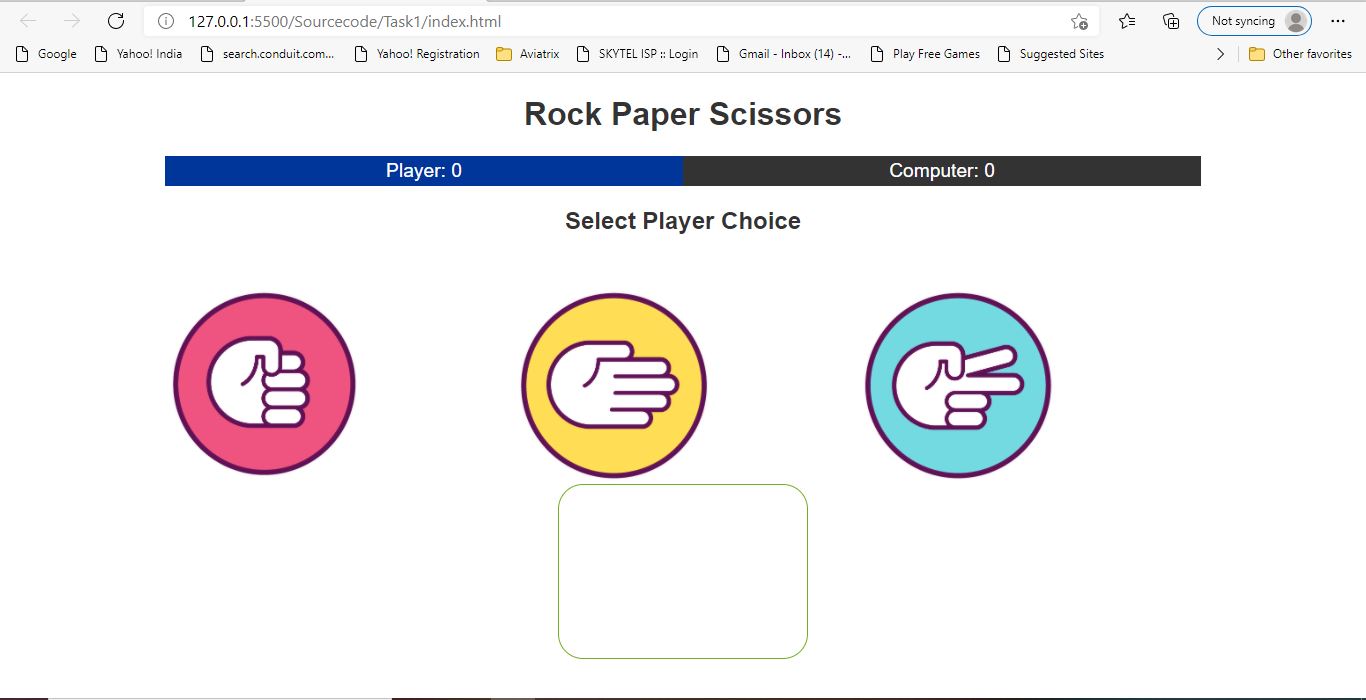 127.0.0.1:5500/Sourcecode/Task1/index.html
Not syncing
Google Yahoo! India search.conduit.com... Yahoo! Registration Aviatrix SKYTEL ISP :: Login Gmail - Inbox (14) -... Play Free Games Suggested Sites Other favorites
Rock Paper Scissors
Player: 0 Computer: 0
Select Player Choice